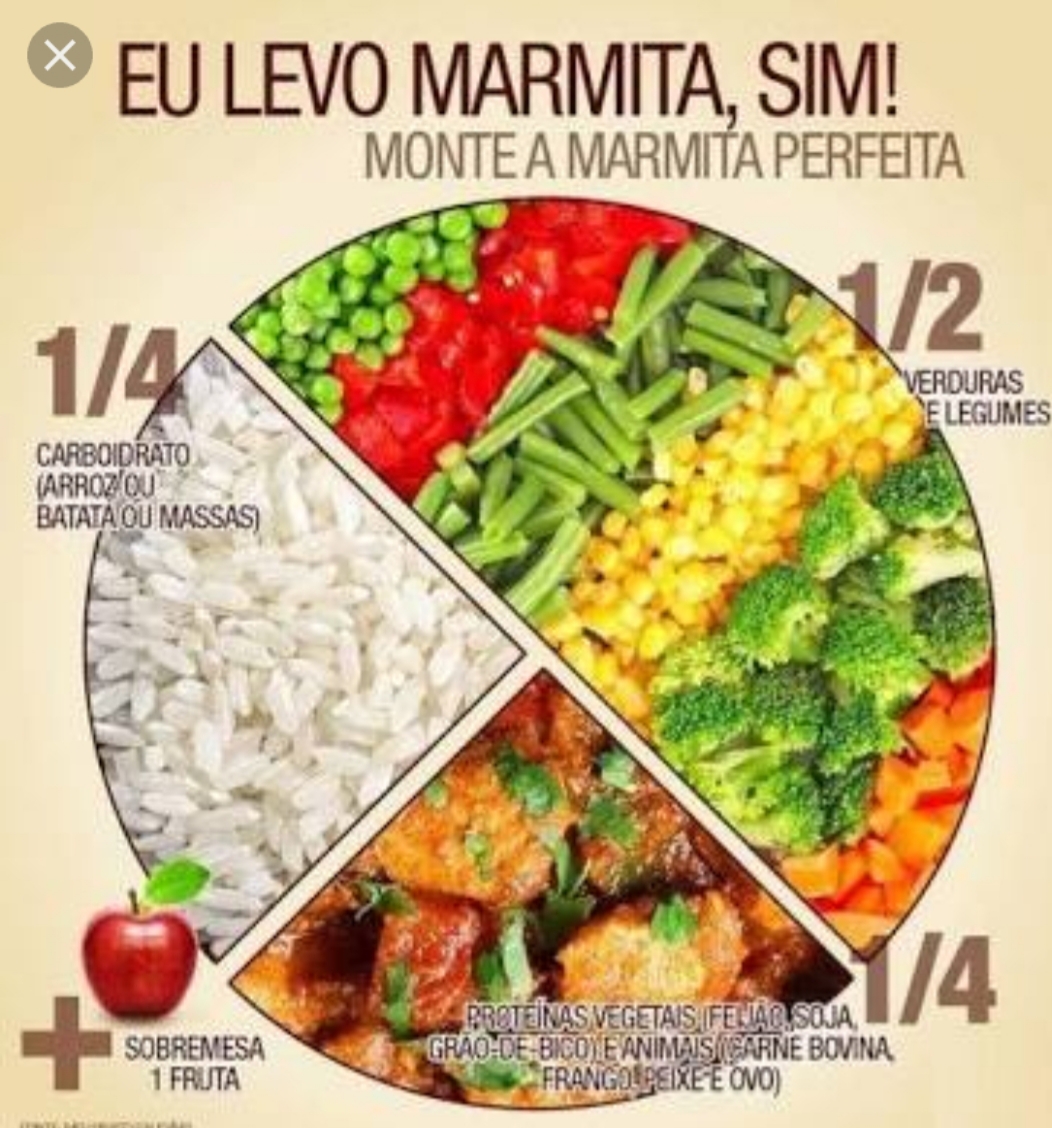 EU LEVO MARMITA, SIM!
MONTE A MARMITA PERFEITA
1/2
VERDURAS
E LEGUMES
1/4
CARBOIDRATO
(ARROZ OU
BATATA OU MASSAS)
1/4
PROTEÍNAS VEGETAIS (FEIJÃO, SOJA,
GRÃO-DE-BICO) E ANIMAIS (CARNE BOVINA,
FRANGO, PEIXE E OVO)
+ SOBREMESA
1 FRUTA